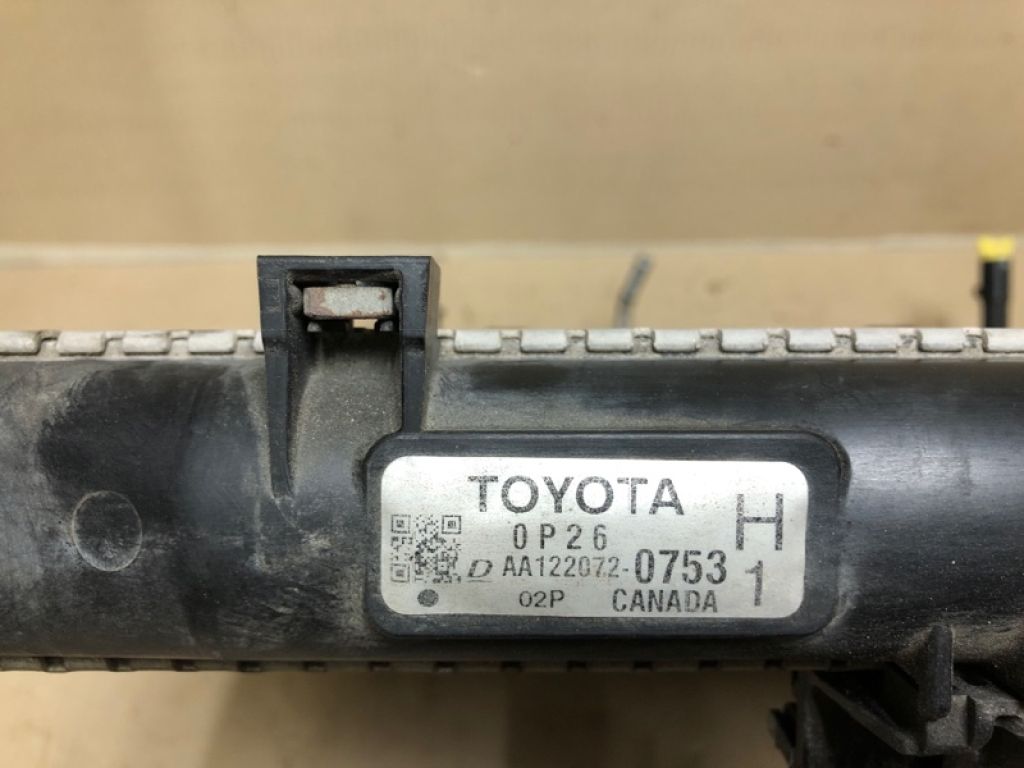 TOYOTA
H
0P26
D AA122072-0753
1
02P CANADA